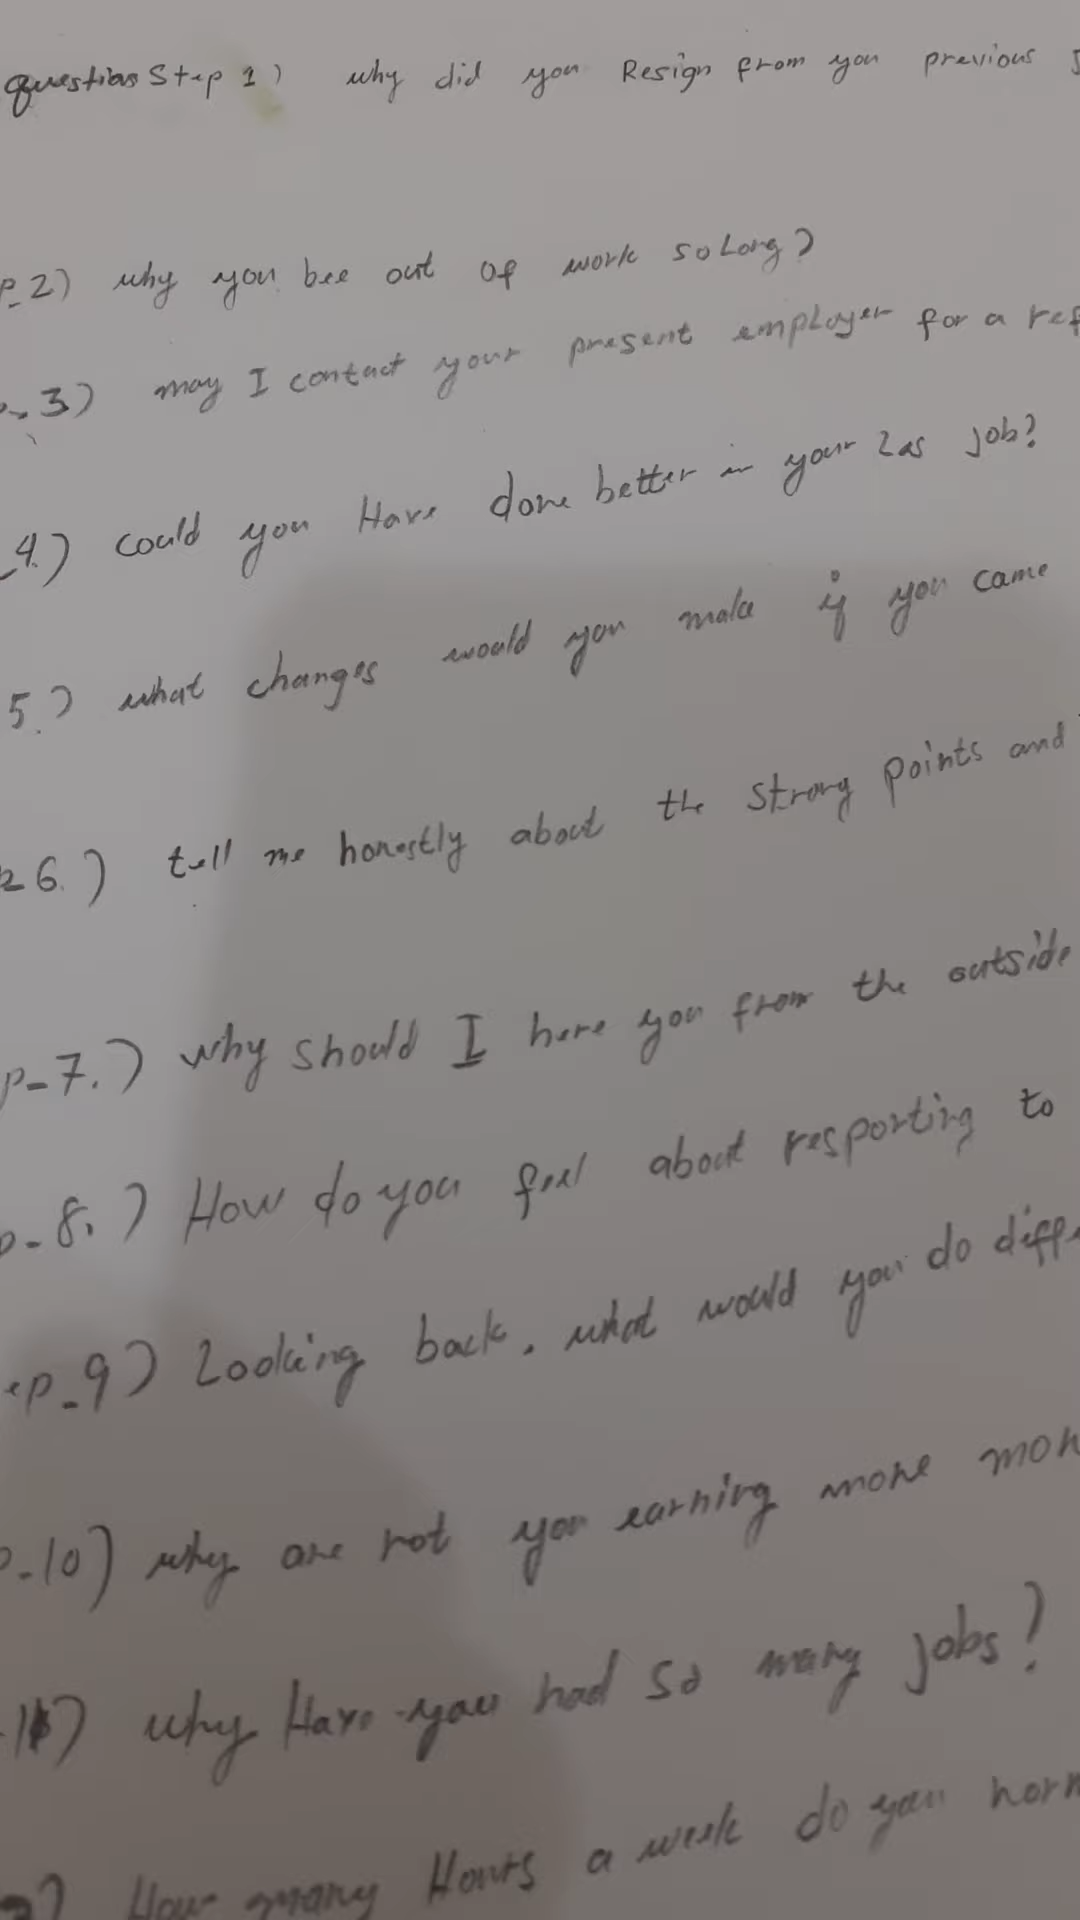 questions Step 1) why did you Resign from you previous
2) why you bee out of work so Long?
3) may I contact your present employer for a ref
4.) Could you Have done better in your Las job?
5.) what changes would you make if you came
6.) tell me honestly about the strong points and
p-7.) why should I here you from the outside
p-8.) How do you feel about resporting to
ep-9) Looking back. what would you do diffe
p-10) why are not you earning more mon
11) why Have you had so many jobs?
How many Hours a week do you norm